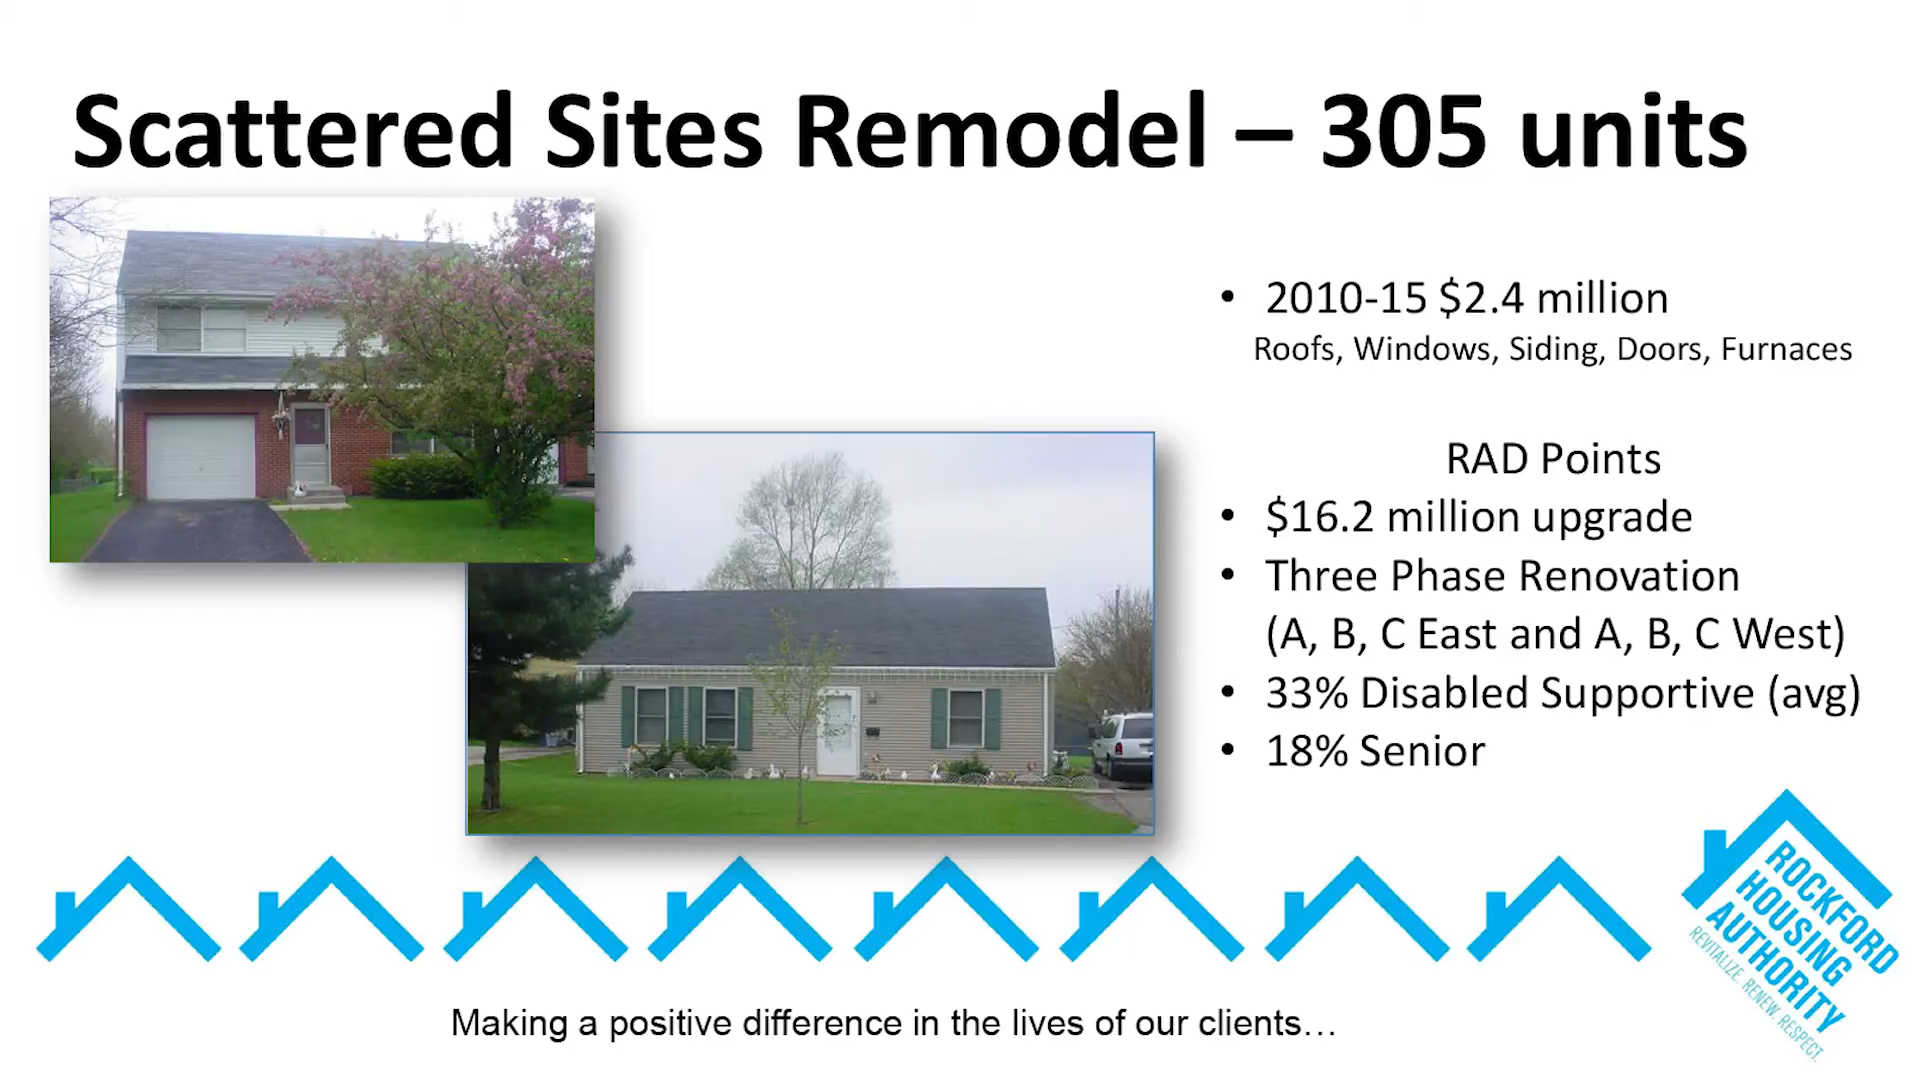 Scattered Sites Remodel – 305 units
• 2010-15 $2.4 million
Roofs, Windows, Siding, Doors, Furnaces
RAD Points
• $16.2 million upgrade
• Three Phase Renovation
(A, B, C East and A, B, C West)
• 33% Disabled Supportive (avg)
• 18% Senior
ROCKFORD
HOUSING
AUTHORITY
REVITALIZE. RENEW. RESPECT.
Making a positive difference in the lives of our clients…